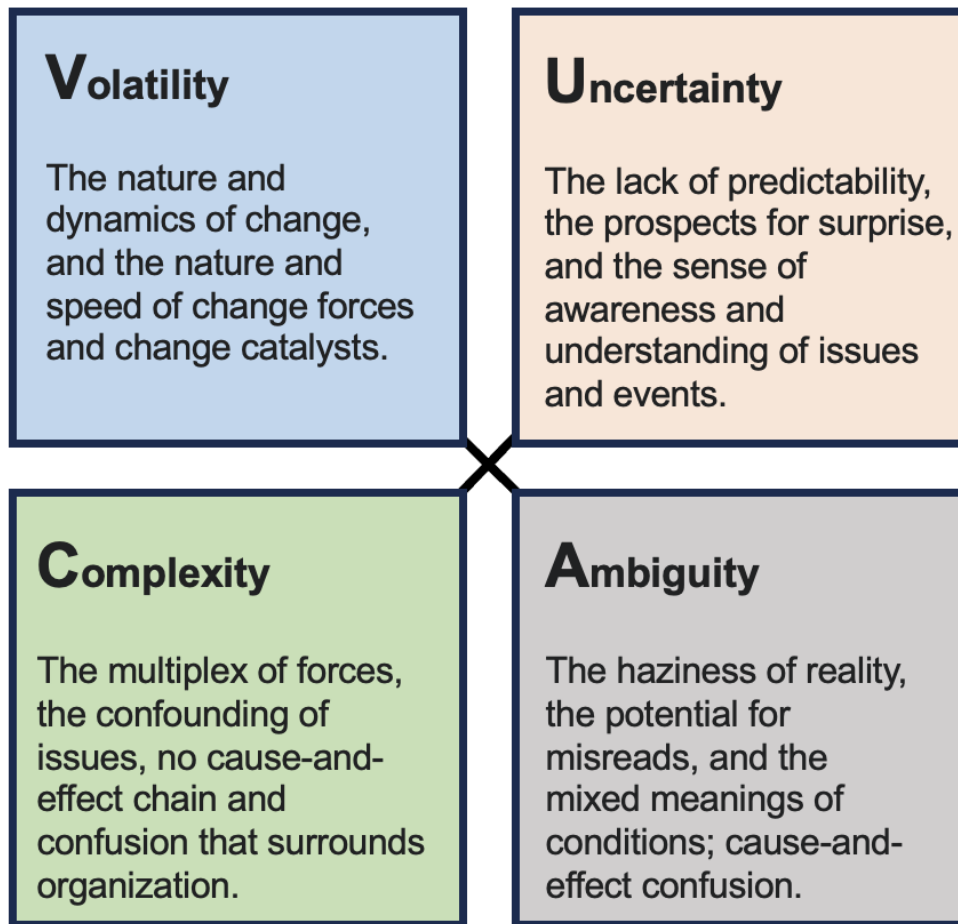 Volatility
The nature and
dynamics of change,
and the nature and
speed of change forces
and change catalysts.
Uncertainty
The lack of predictability,
the prospects for surprise,
and the sense of
awareness and
understanding of issues
and events.
Complexity
The multiplex of forces,
the confounding of
issues, no cause-and-
effect chain and
confusion that surrounds
organization.
Ambiguity
The haziness of reality,
the potential for
misreads, and the
mixed meanings of
conditions; cause-and-
effect confusion.